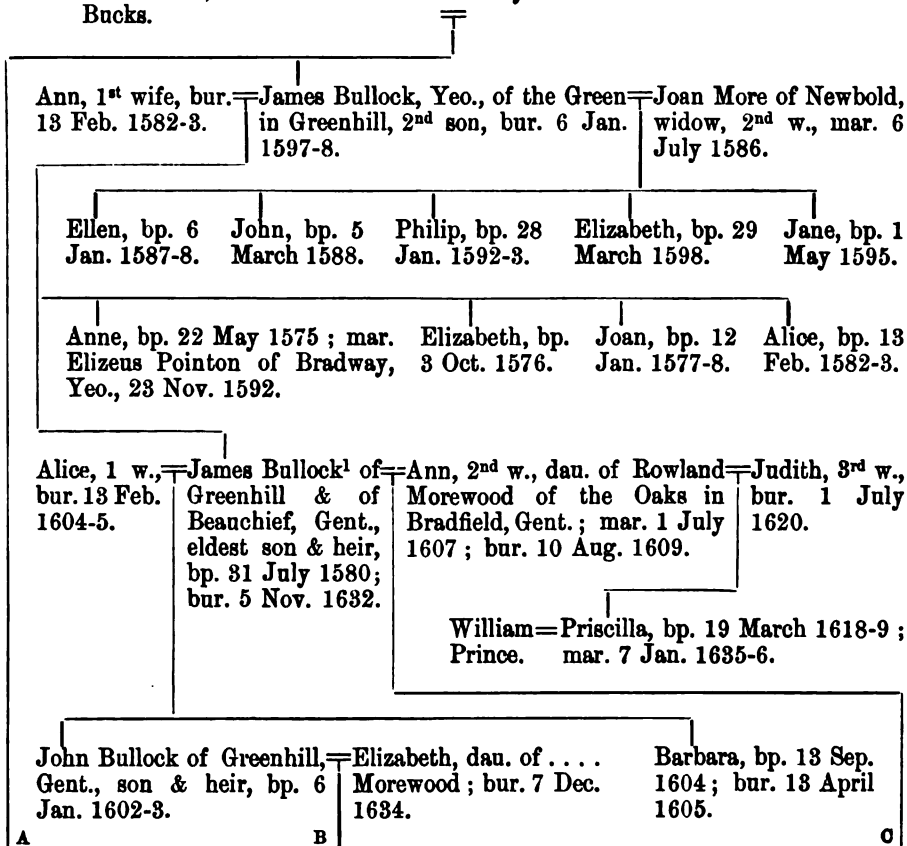 Bucks.
Ann, 1st wife, bur.
13 Feb. 1582-3.
James Bullock, Yeo., of the Green
in Greenhill, 2nd son, bur. 6 Jan.
1597-8.
Joan More of Newbold,
widow, 2nd w., mar. 6
July 1586.
Ellen, bp. 6
Jan. 1587-8.
John, bp. 5
March 1588.
Philip, bp. 28
Jan. 1592-3.
Elizabeth, bp. 29
March 1598.
Jane, bp. 1
May 1595.
Anne, bp. 22 May 1575 ; mar.
Elizeus Pointon of Bradway,
Yeo., 23 Nov. 1592.
Elizabeth, bp.
3 Oct. 1576.
Joan, bp. 12
Jan. 1577-8.
Alice, bp. 13
Feb. 1582-3.
Alice, 1 w.,
bur. 13 Feb.
1604-5.
James Bullock1 of
Greenhill & of
Beauchief, Gent.,
eldest son & heir,
bp. 31 July 1580;
bur. 5 Nov. 1632.
Ann, 2nd w., dau. of Rowland
Morewood of the Oaks in
Bradfield, Gent. ; mar. 1 July
1607 ; bur. 10 Aug. 1609.
Judith, 3rd w.,
bur. 1 July
1620.
William=Priscilla, bp. 19 March 1618-9 ;
Prince. mar. 7 Jan. 1635-6.
John Bullock of Greenhill,
Gent., son & heir, bp. 6
Jan. 1602-3.
Elizabeth, dau. of ....
Morewood ; bur. 7 Dec.
1634.
Barbara, bp. 13 Sep.
1604 ; bur. 13 April
1605.
A B C